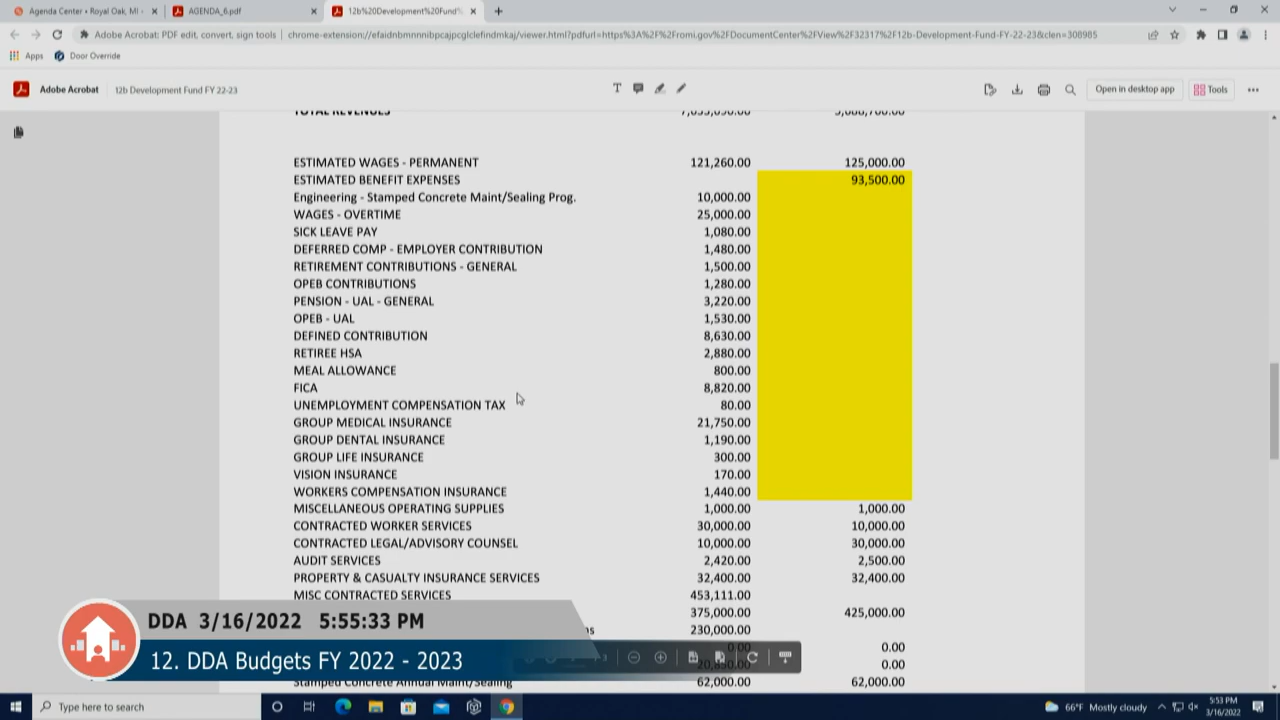 Agenda Center • Royal Oak, MI -
AGENDA_6.pdf
12b%20Development%20Fund%
Adobe Acrobat: PDF edit, convert, sign tools | chrome-extension://efaidnbmnnnibpcajpcglclefindmkaj/viewer.html?pdfurl=https%3A%2F%2Fromi.gov%2FDocumentCenter%2FView%2F32317%2F12b-Development-Fund-FY-22-23&clen=308985
Apps Door Override
Adobe Acrobat 12b Development Fund FY 22-23 Open in desktop app Tools
TOTAL REVENUES
ESTIMATED WAGES - PERMANENT 121,260.00 125,000.00
ESTIMATED BENEFIT EXPENSES 93,500.00
Engineering - Stamped Concrete Maint/Sealing Prog. 10,000.00
WAGES - OVERTIME 25,000.00
SICK LEAVE PAY 1,080.00
DEFERRED COMP - EMPLOYER CONTRIBUTION 1,480.00
RETIREMENT CONTRIBUTIONS - GENERAL 1,500.00
OPEB CONTRIBUTIONS 1,280.00
PENSION - UAL - GENERAL 3,220.00
OPEB - UAL 1,530.00
DEFINED CONTRIBUTION 8,630.00
RETIREE HSA 2,880.00
MEAL ALLOWANCE 800.00
FICA 8,820.00
UNEMPLOYMENT COMPENSATION TAX 80.00
GROUP MEDICAL INSURANCE 21,750.00
GROUP DENTAL INSURANCE 1,190.00
GROUP LIFE INSURANCE 300.00
VISION INSURANCE 170.00
WORKERS COMPENSATION INSURANCE 1,440.00
MISCELLANEOUS OPERATING SUPPLIES 1,000.00 1,000.00
CONTRACTED WORKER SERVICES 30,000.00 10,000.00
CONTRACTED LEGAL/ADVISORY COUNSEL 10,000.00 30,000.00
AUDIT SERVICES 2,420.00 2,500.00
PROPERTY & CASUALTY INSURANCE SERVICES 32,400.00 32,400.00
MISC CONTRACTED SERVICES 453,111.00
375,000.00 425,000.00
230,000.00
0.00
0.00
Stamped Concrete Annual Maint/Sealing 62,000.00 62,000.00
DDA 3/16/2022 5:55:33 PM
12. DDA Budgets FY 2022 - 2023
Type here to search
66°F Mostly cloudy
5:53 PM
3/16/2022